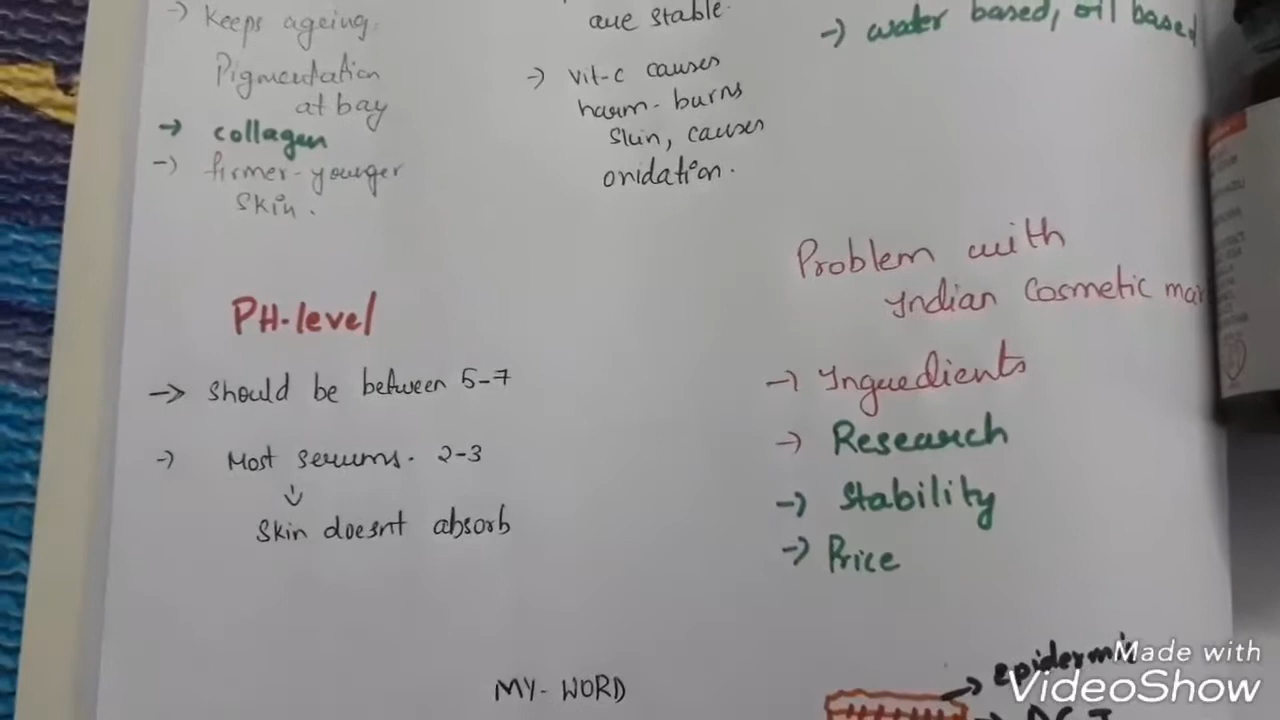 -> Keeps ageing
Pigmentation
at bay
-> collagen
-> firmer-younger
Skin.
are stable.
-> Vit-c causes
harm-burns
Skin, causes
onidation.
-> water based, oil based
PH-level
-> should be between 5-7
-> Most serums. 2-3
↓
Skin doesnt absorb
Problem with
Indian Cosmetic mar
-> Ingredients
-> Research
-> Stability
-> Price
MY-WORD
-> epidermis
-> DEJ
Made with
VideoShow